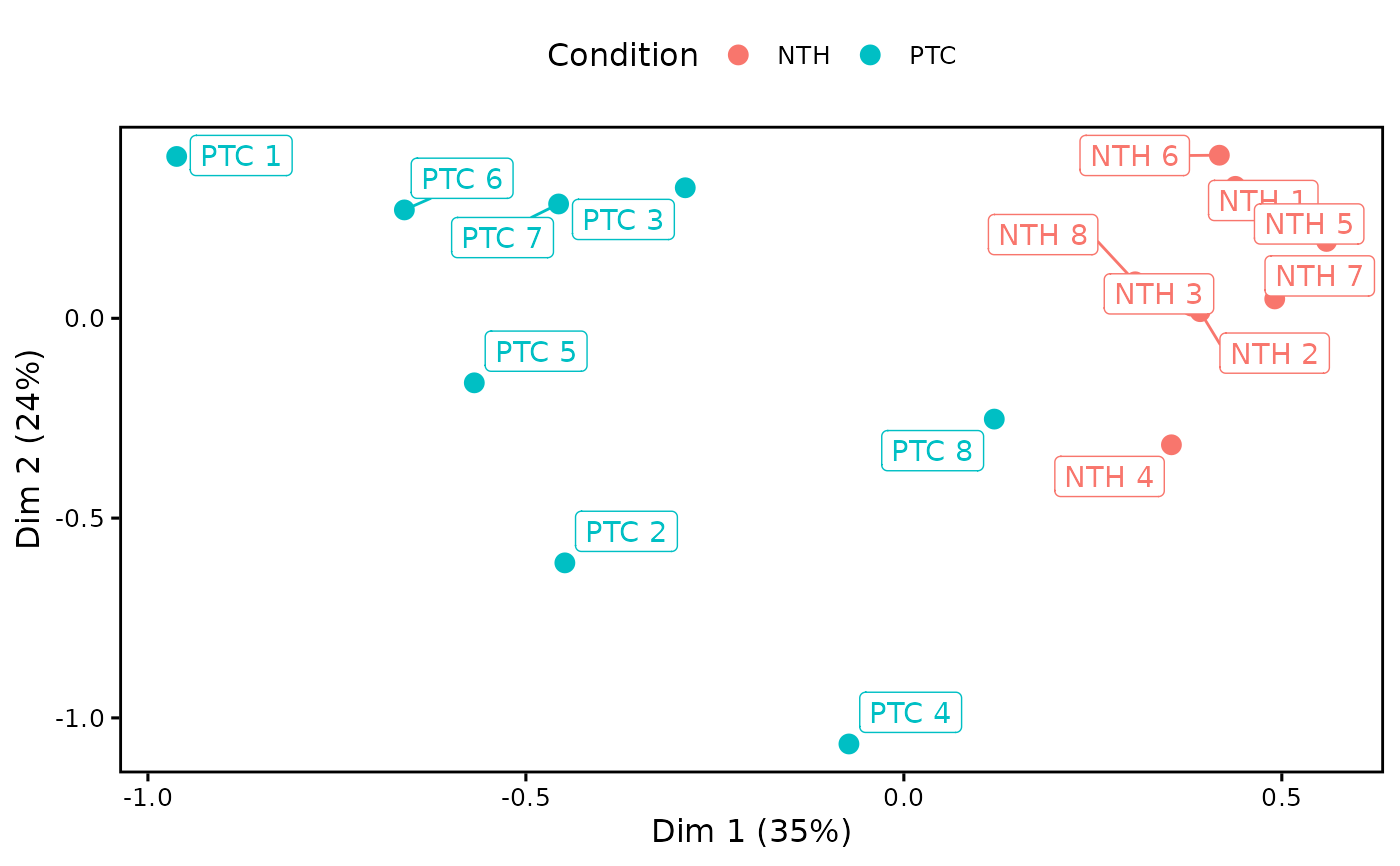 Condition NTH PTC
PTC 1
NTH 6
PTC 6
NTH 1
PTC 3
NTH 5
PTC 7
NTH 8
NTH 7
NTH 3
0.0
PTC 5
NTH 2
PTC 8
NTH 4
-0.5
PTC 2
PTC 4
-1.0
Dim 2 (24%)
-1.0 -0.5 0.0 0.5
Dim 1 (35%)